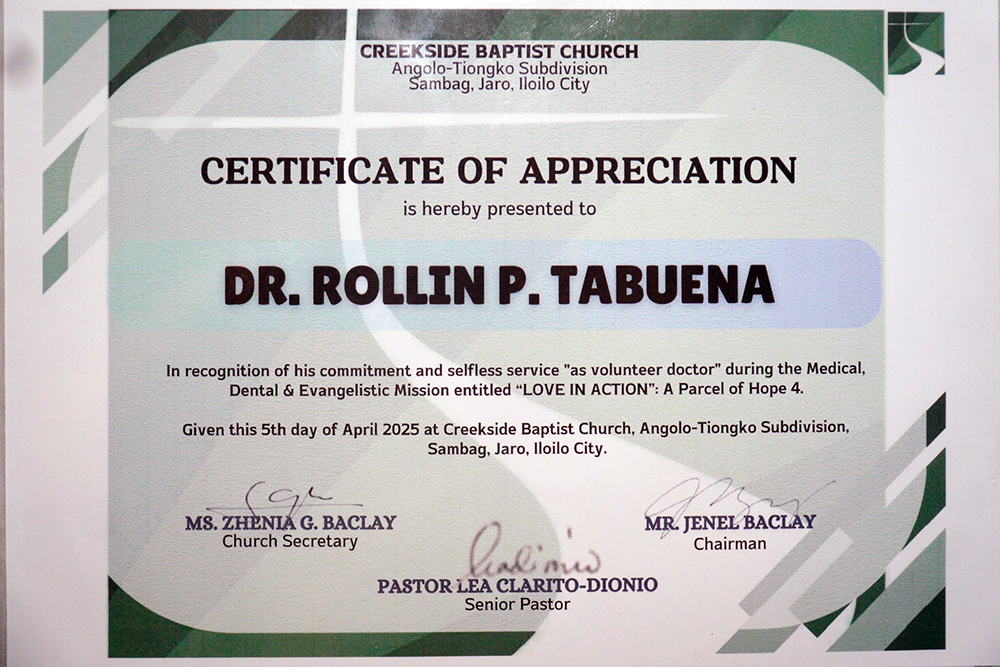 CREEKSIDE BAPTIST CHURCH
Angolo-Tiongko Subdivision
Sambag, Jaro, Iloilo City
CERTIFICATE OF APPRECIATION
is hereby presented to
DR. ROLLIN P. TABUENA
In recognition of his commitment and selfless service "as volunteer doctor" during the Medical,
Dental & Evangelistic Mission entitled “LOVE IN ACTION”: A Parcel of Hope 4.
Given this 5th day of April 2025 at Creekside Baptist Church, Angolo-Tiongko Subdivision,
Sambag, Jaro, Iloilo City.
MS. ZHENIA G. BACLAY
Church Secretary
MR. JENEL BACLAY
Chairman
PASTOR LEA CLARITO-DIONIO
Senior Pastor